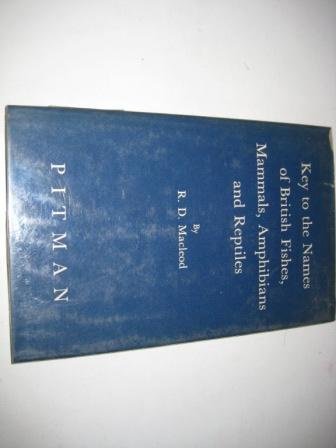 Key to the Names
of British Fishes,
Mammals, Amphibians
and Reptiles
By
R. D. Macleod
PITMAN